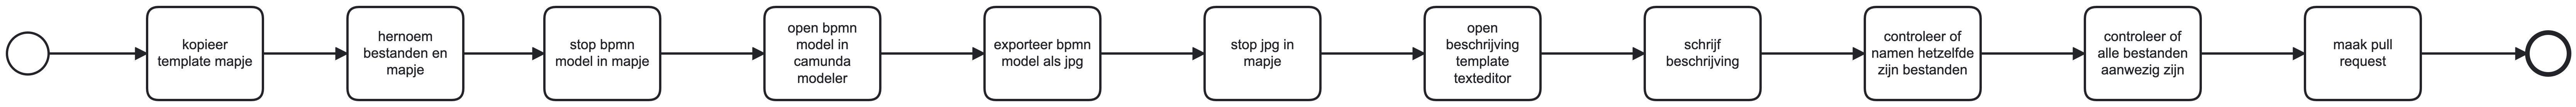 kopieer
template mapje
hernoem
bestanden en
mapje
stop bpmn
model in mapje
open bpmn
model in
camunda
modeler
exporteer bpmn
model als jpg
stop jpg in
mapje
open
beschrijving
template
texteditor
schrijf
beschrijving
controleer of
namen hetzelfde
zijn bestanden
controleer of
alle bestanden
aanwezig zijn
maak pull
request